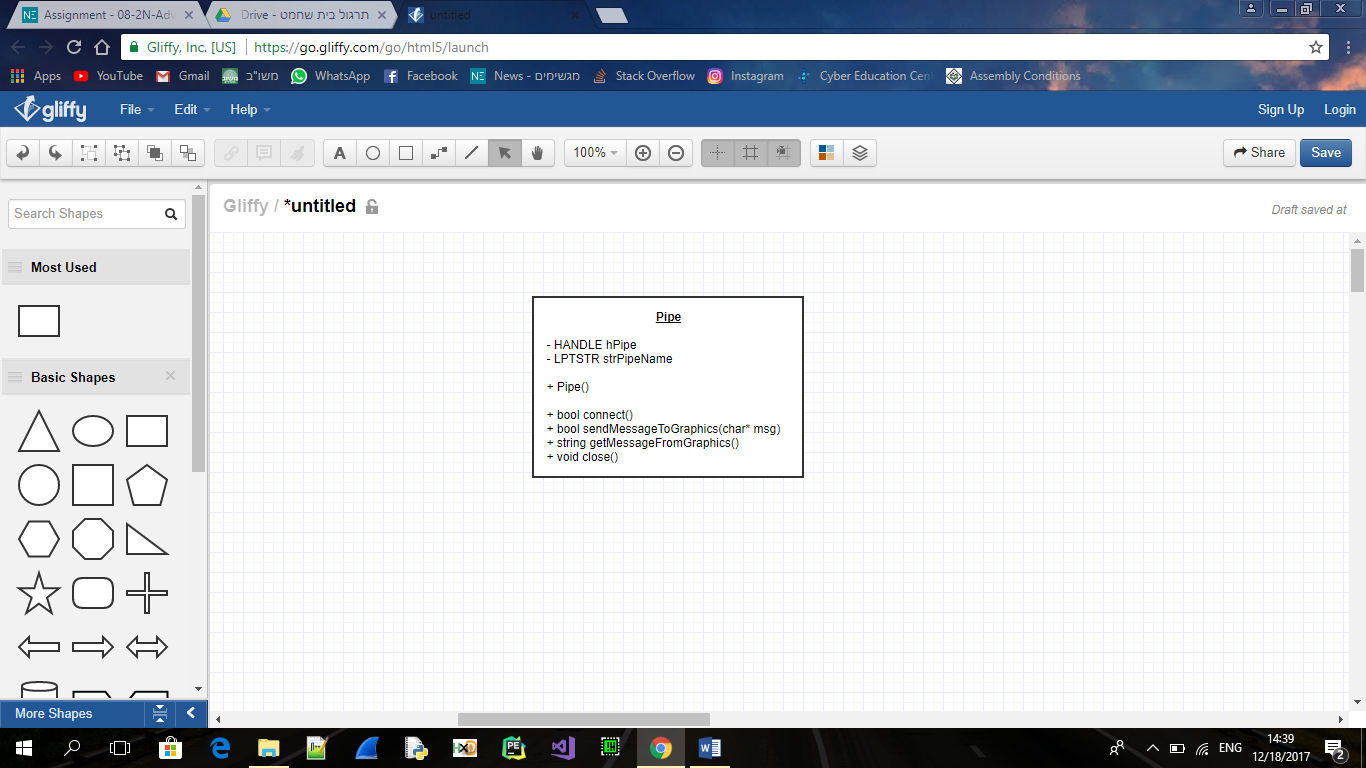 Assignment - 08-2N-Adv
Drive - תרגול בית שחמט
untitled
Gliffy, Inc. [US]
https://go.gliffy.com/go/html5/launch
Apps
YouTube
Gmail
משו"ב
WhatsApp
Facebook
NE
News - מגשימים
Stack Overflow
Instagram
Cyber Education Cen
Assembly Conditions
gliffy
File
Edit
Help
Sign Up
Login
A
100%
Share
Save
Search Shapes
Gliffy / *untitled
Draft saved at
Most Used
Basic Shapes
Pipe
- HANDLE hPipe
- LPTSTR strPipeName
+ Pipe()
+ bool connect()
+ bool sendMessageToGraphics(char* msg)
+ string getMessageFromGraphics()
+ void close()
More Shapes
ENG
14:39
12/18/2017
2